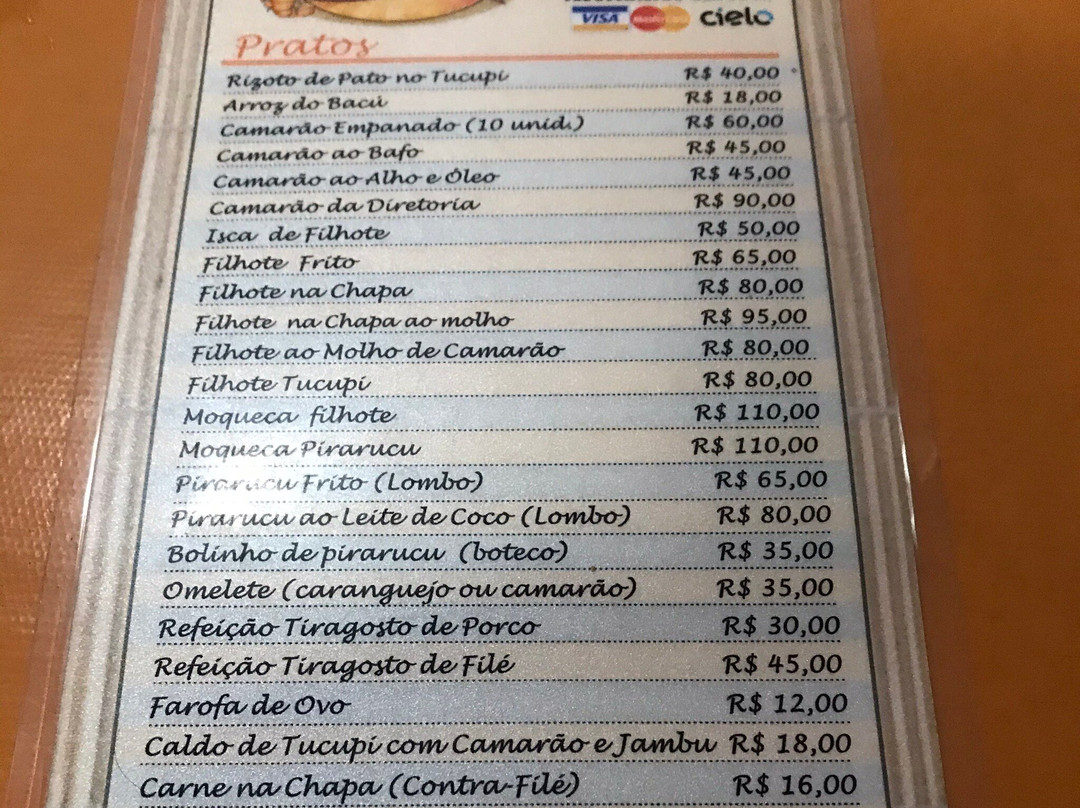 VISA MasterCard cielo
Pratos
Rizoto de Pato no Tucupi R$ 40,00
Arroz do Bacú R$ 18,00
Camarão Empanado (10 unid.) R$ 60,00
Camarão ao Bafo R$ 45,00
Camarão ao Alho e Óleo R$ 45,00
Camarão da Diretoria R$ 90,00
Isca de Filhote R$ 50,00
Filhote Frito R$ 65,00
Filhote na Chapa R$ 80,00
Filhote na Chapa ao molho R$ 95,00
Filhote ao Molho de Camarão R$ 80,00
Filhote Tucupi R$ 80,00
Moqueca filhote R$ 110,00
Moqueca Pirarucu R$ 110,00
Pirarucu Frito (Lombo) R$ 65,00
Pirarucu ao Leite de Coco (Lombo) R$ 80,00
Bolinho de pirarucu (boteco) R$ 35,00
Omelete (caranguejo ou camarão) R$ 35,00
Refeição Tiragosto de Porco R$ 30,00
Refeição Tiragosto de Filé R$ 45,00
Farofa de Ovo R$ 12,00
Caldo de Tucupi com Camarão e Jambu R$ 18,00
Carne na Chapa (Contra-Filé) R$ 16,00